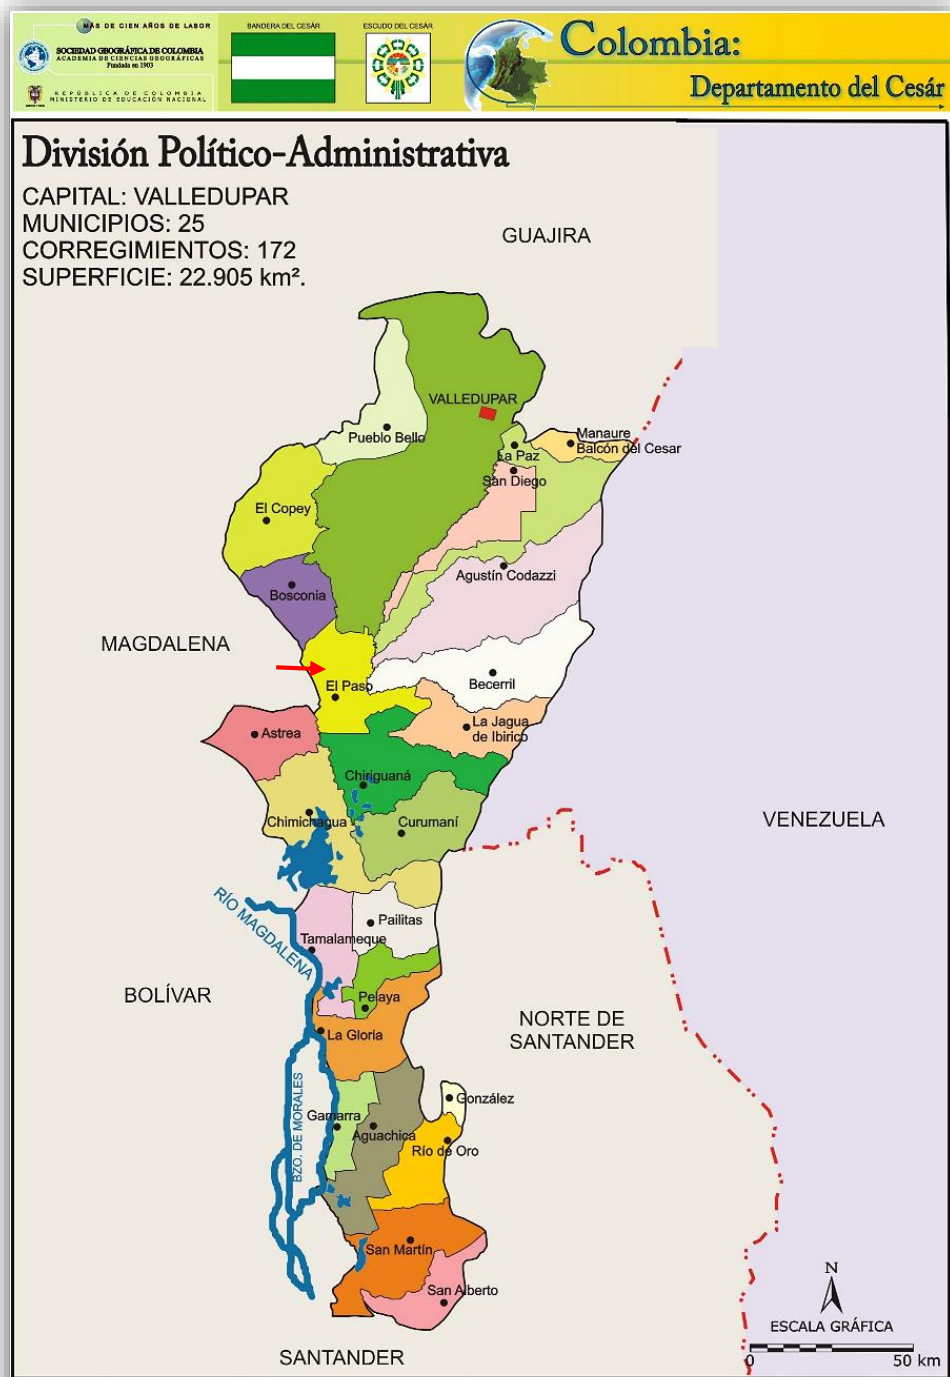 MÁS DE CIEN AÑOS DE LABOR
SOCIEDAD GEOGRÁFICA DE COLOMBIA
ACADEMIA DE CIENCIAS GEOGRÁFICAS
Fundada en 1903
REPÚBLICA DE COLOMBIA
MINISTERIO DE EDUCACIÓN NACIONAL
BANDERA DEL CESÁR
ESCUDO DEL CESÁR
Colombia:
Departamento del Cesár
División Político-Administrativa
CAPITAL: VALLEDUPAR
MUNICIPIOS: 25
CORREGIMIENTOS: 172
SUPERFICIE: 22.905 km².
GUAJIRA
VALLEDUPAR
Pueblo Bello
Manaure
Balcón del Cesar
La Paz
San Diego
El Copey
Agustín Codazzi
Bosconia
MAGDALENA
El Paso
Becerril
La Jagua
de Ibirico
Astrea
Chiriguaná
Chimichagua
Curumaní
VENEZUELA
RÍO MAGDALENA
Pailitas
Tamalameque
BOLÍVAR
Pelaya
NORTE DE
SANTANDER
La Gloria
BZO. DE MORALES
González
Gamarra
Aguachica
Río de Oro
San Martín
San Alberto
N
ESCALA GRÁFICA
0 50 km
SANTANDER